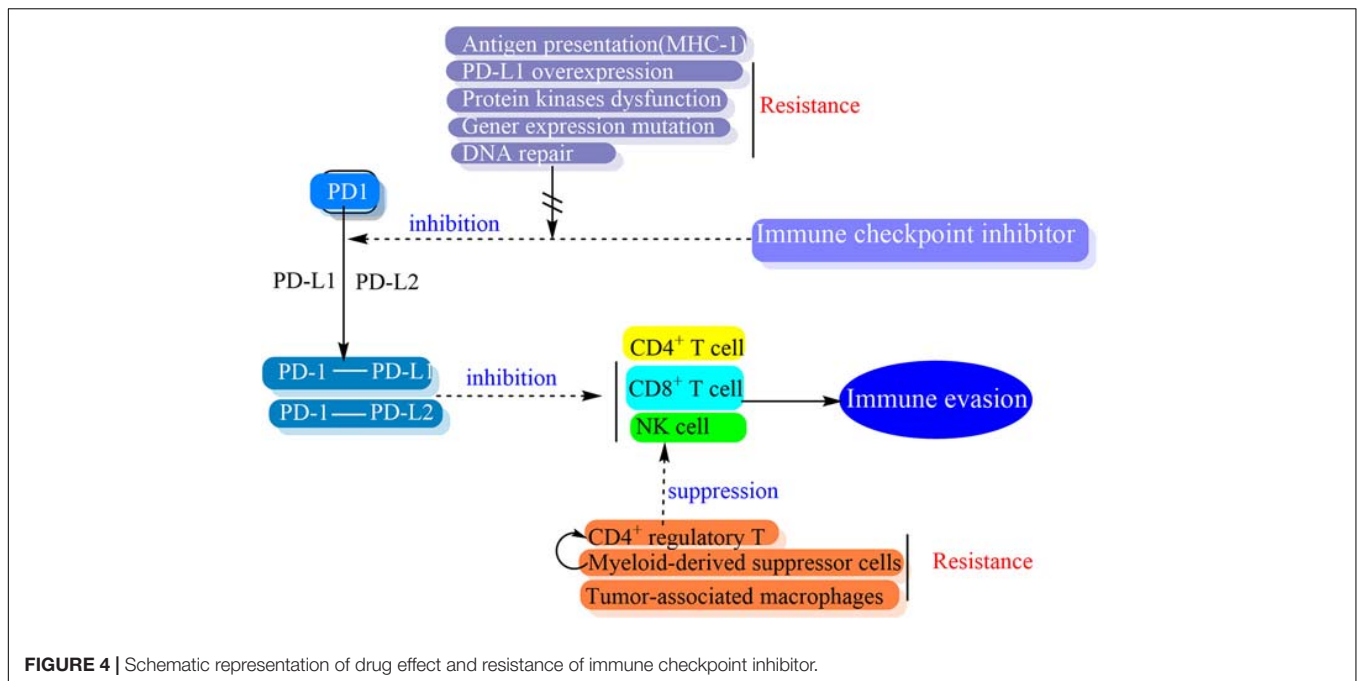 Antigen presentation(MHC-1)
PD-L1 overexpression
Protein kinases dysfunction
Gener expression mutation
DNA repair
Resistance
PD1
inhibition
Immune checkpoint inhibitor
PD-L1
PD-L2
PD-1 — PD-L1
PD-1 — PD-L2
inhibition
CD4⁺ T cell
CD8⁺ T cell
NK cell
Immune evasion
suppression
CD4⁺ regulatory T
Myeloid-derived suppressor cells
Tumor-associated macrophages
Resistance
FIGURE 4 | Schematic representation of drug effect and resistance of immune checkpoint inhibitor.